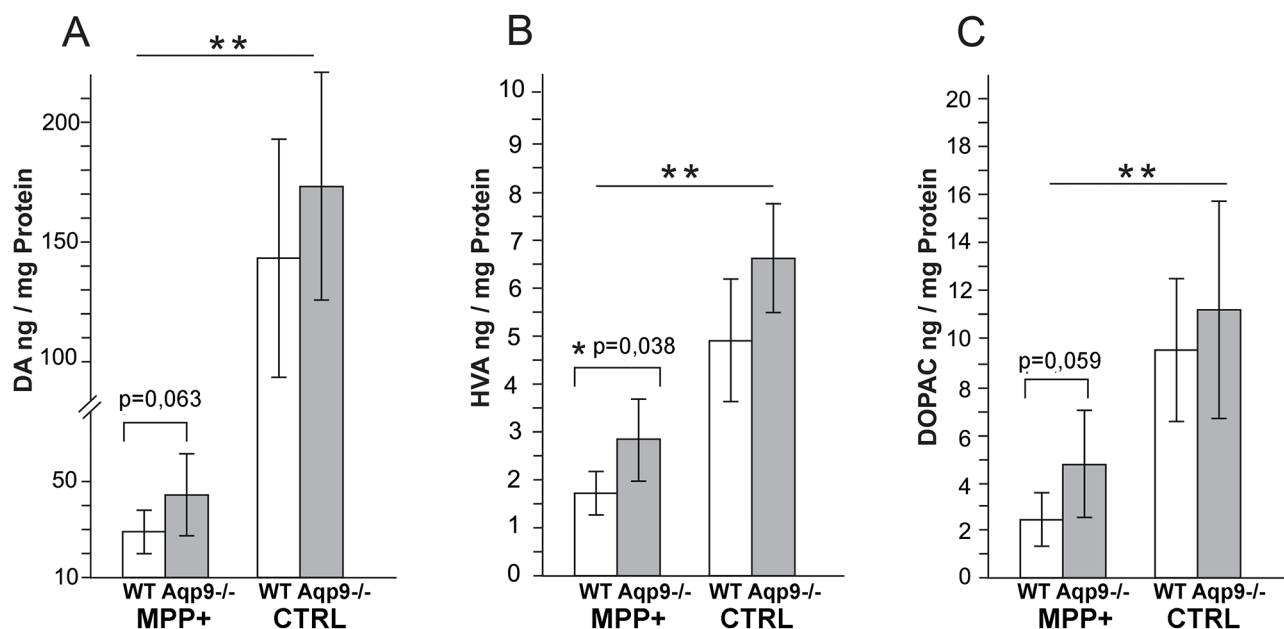 A
**
DA ng / mg Protein
200
150
100
50
10
p=0,063
WT Aqp9-/- WT Aqp9-/-
MPP+ CTRL
B
**
HVA ng / mg Protein
10
9
8
7
6
5
4
3
2
1
0
* p=0,038
WT Aqp9-/- WT Aqp9-/-
MPP+ CTRL
C
**
DOPAC ng / mg Protein
20
18
16
14
12
10
8
6
4
2
0
p=0,059
WT Aqp9-/- WT Aqp9-/-
MPP+ CTRL